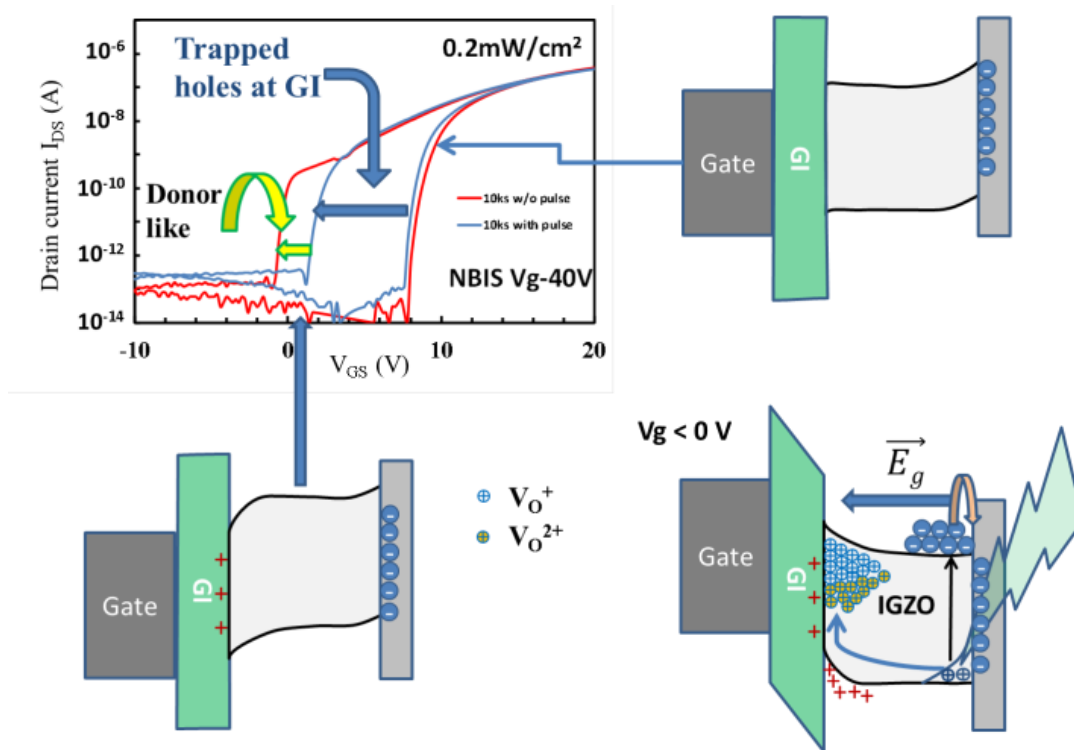 0.2mW/cm²
Trapped
holes at GI
Donor
like
10ks w/o pulse
10ks with pulse
NBIS Vg-40V
Drain current I_DS (A)
10⁻⁶
10⁻⁸
10⁻¹⁰
10⁻¹²
10⁻¹⁴
-10
0
10
20
V_GS (V)
Gate
GI
+
+
+
-
-
-
-
-
-
Gate
GI
-
-
-
-
-
-
V_O⁺
V_O²⁺
Vg < 0 V
E_g
Gate
GI
IGZO